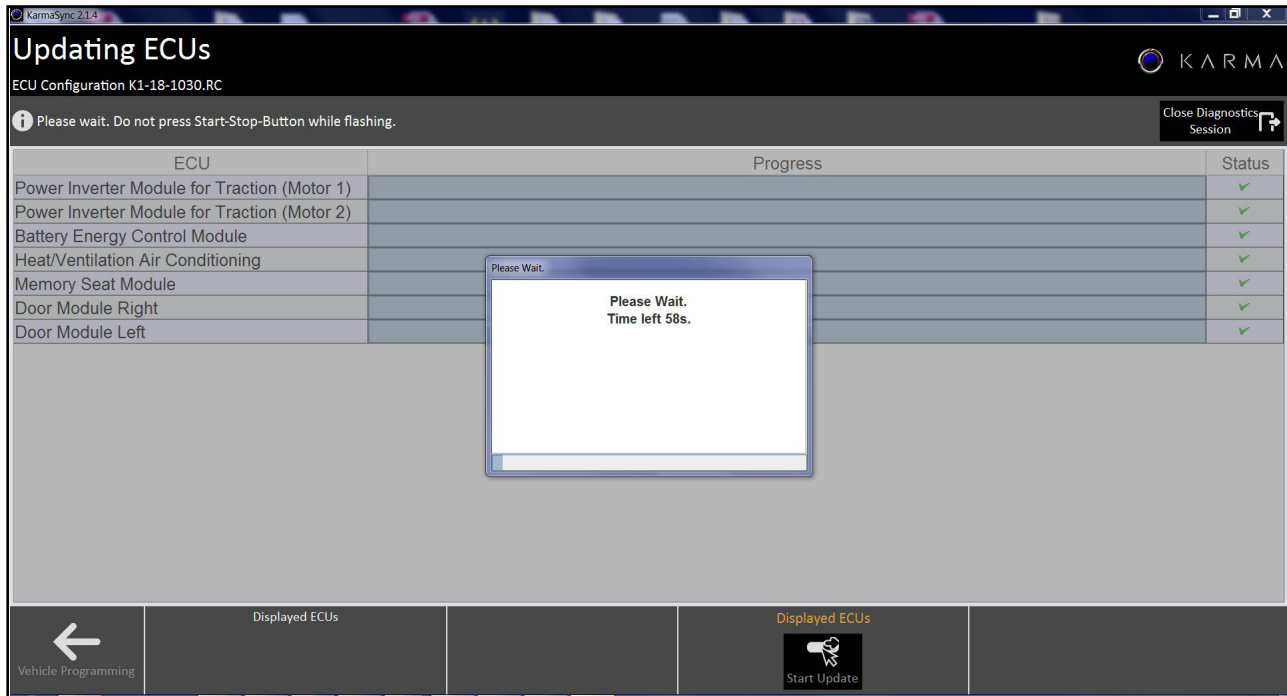 KarmaSync 2.1.4
Updating ECUs
KARMA
ECU Configuration K1-18-1030.RC
Please wait. Do not press Start-Stop-Button while flashing.
Close Diagnostics
Session
ECU Progress Status
Power Inverter Module for Traction (Motor 1)
Power Inverter Module for Traction (Motor 2)
Battery Energy Control Module
Heat/Ventilation Air Conditioning
Memory Seat Module
Door Module Right
Door Module Left
Please Wait.
Please Wait.
Time left 58s.
Displayed ECUs
Displayed ECUs
Vehicle Programming
Start Update